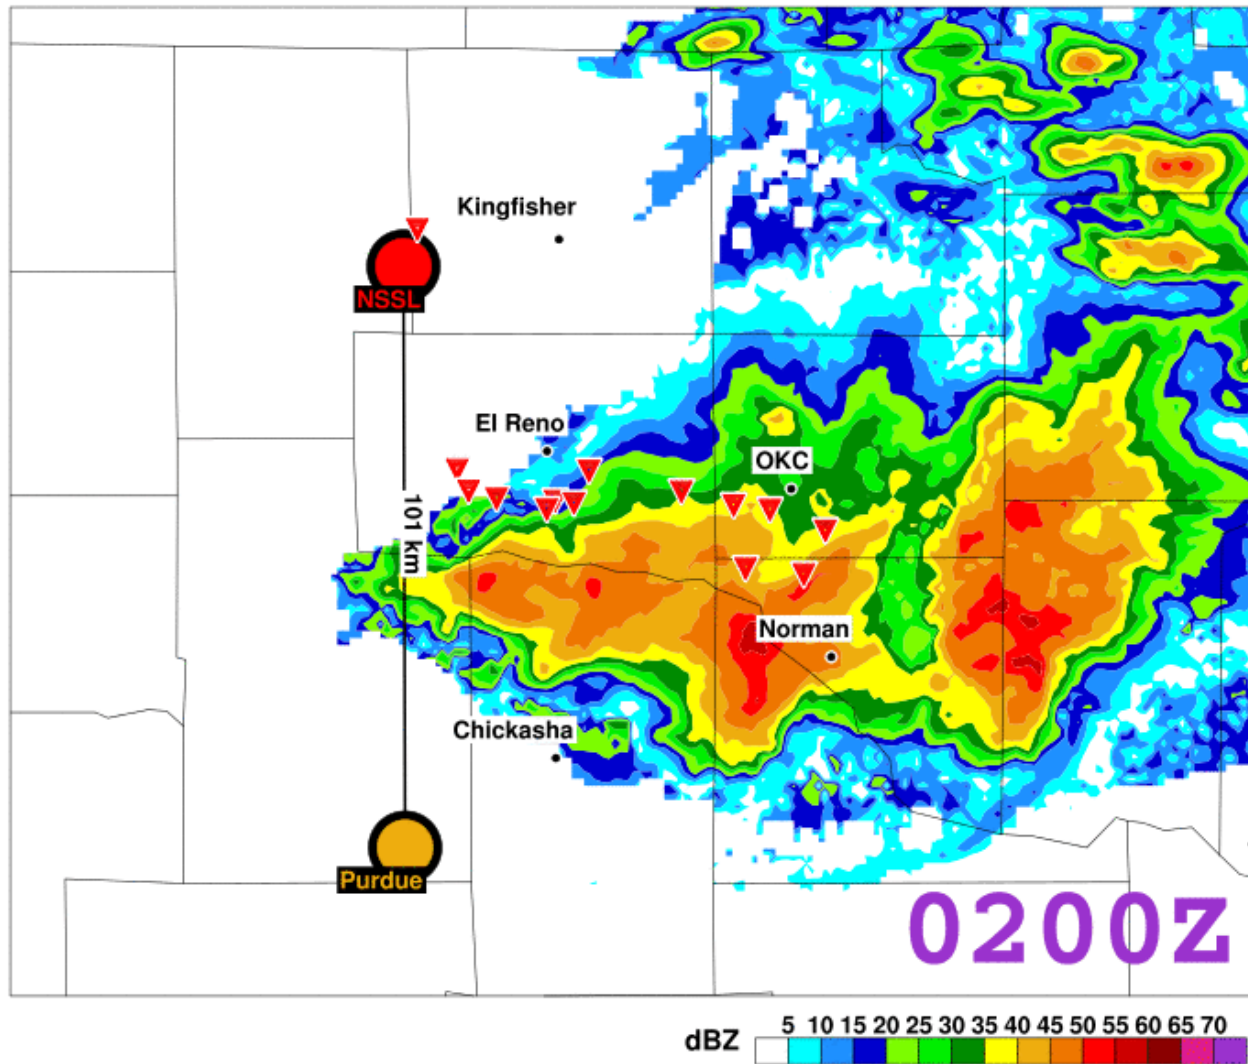 Kingfisher
NSSL
El Reno
OKC
101 km
Norman
Chickasha
Purdue
0200Z
dBZ 5 10 15 20 25 30 35 40 45 50 55 60 65 70